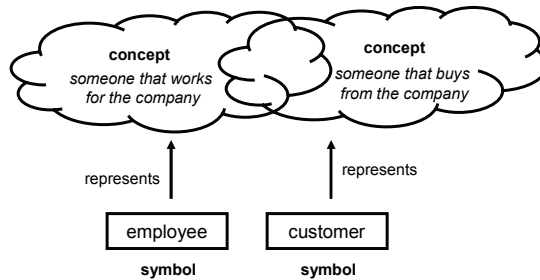 concept
someone that works
for the company
concept
someone that buys
from the company
represents
represents
employee
customer
symbol
symbol